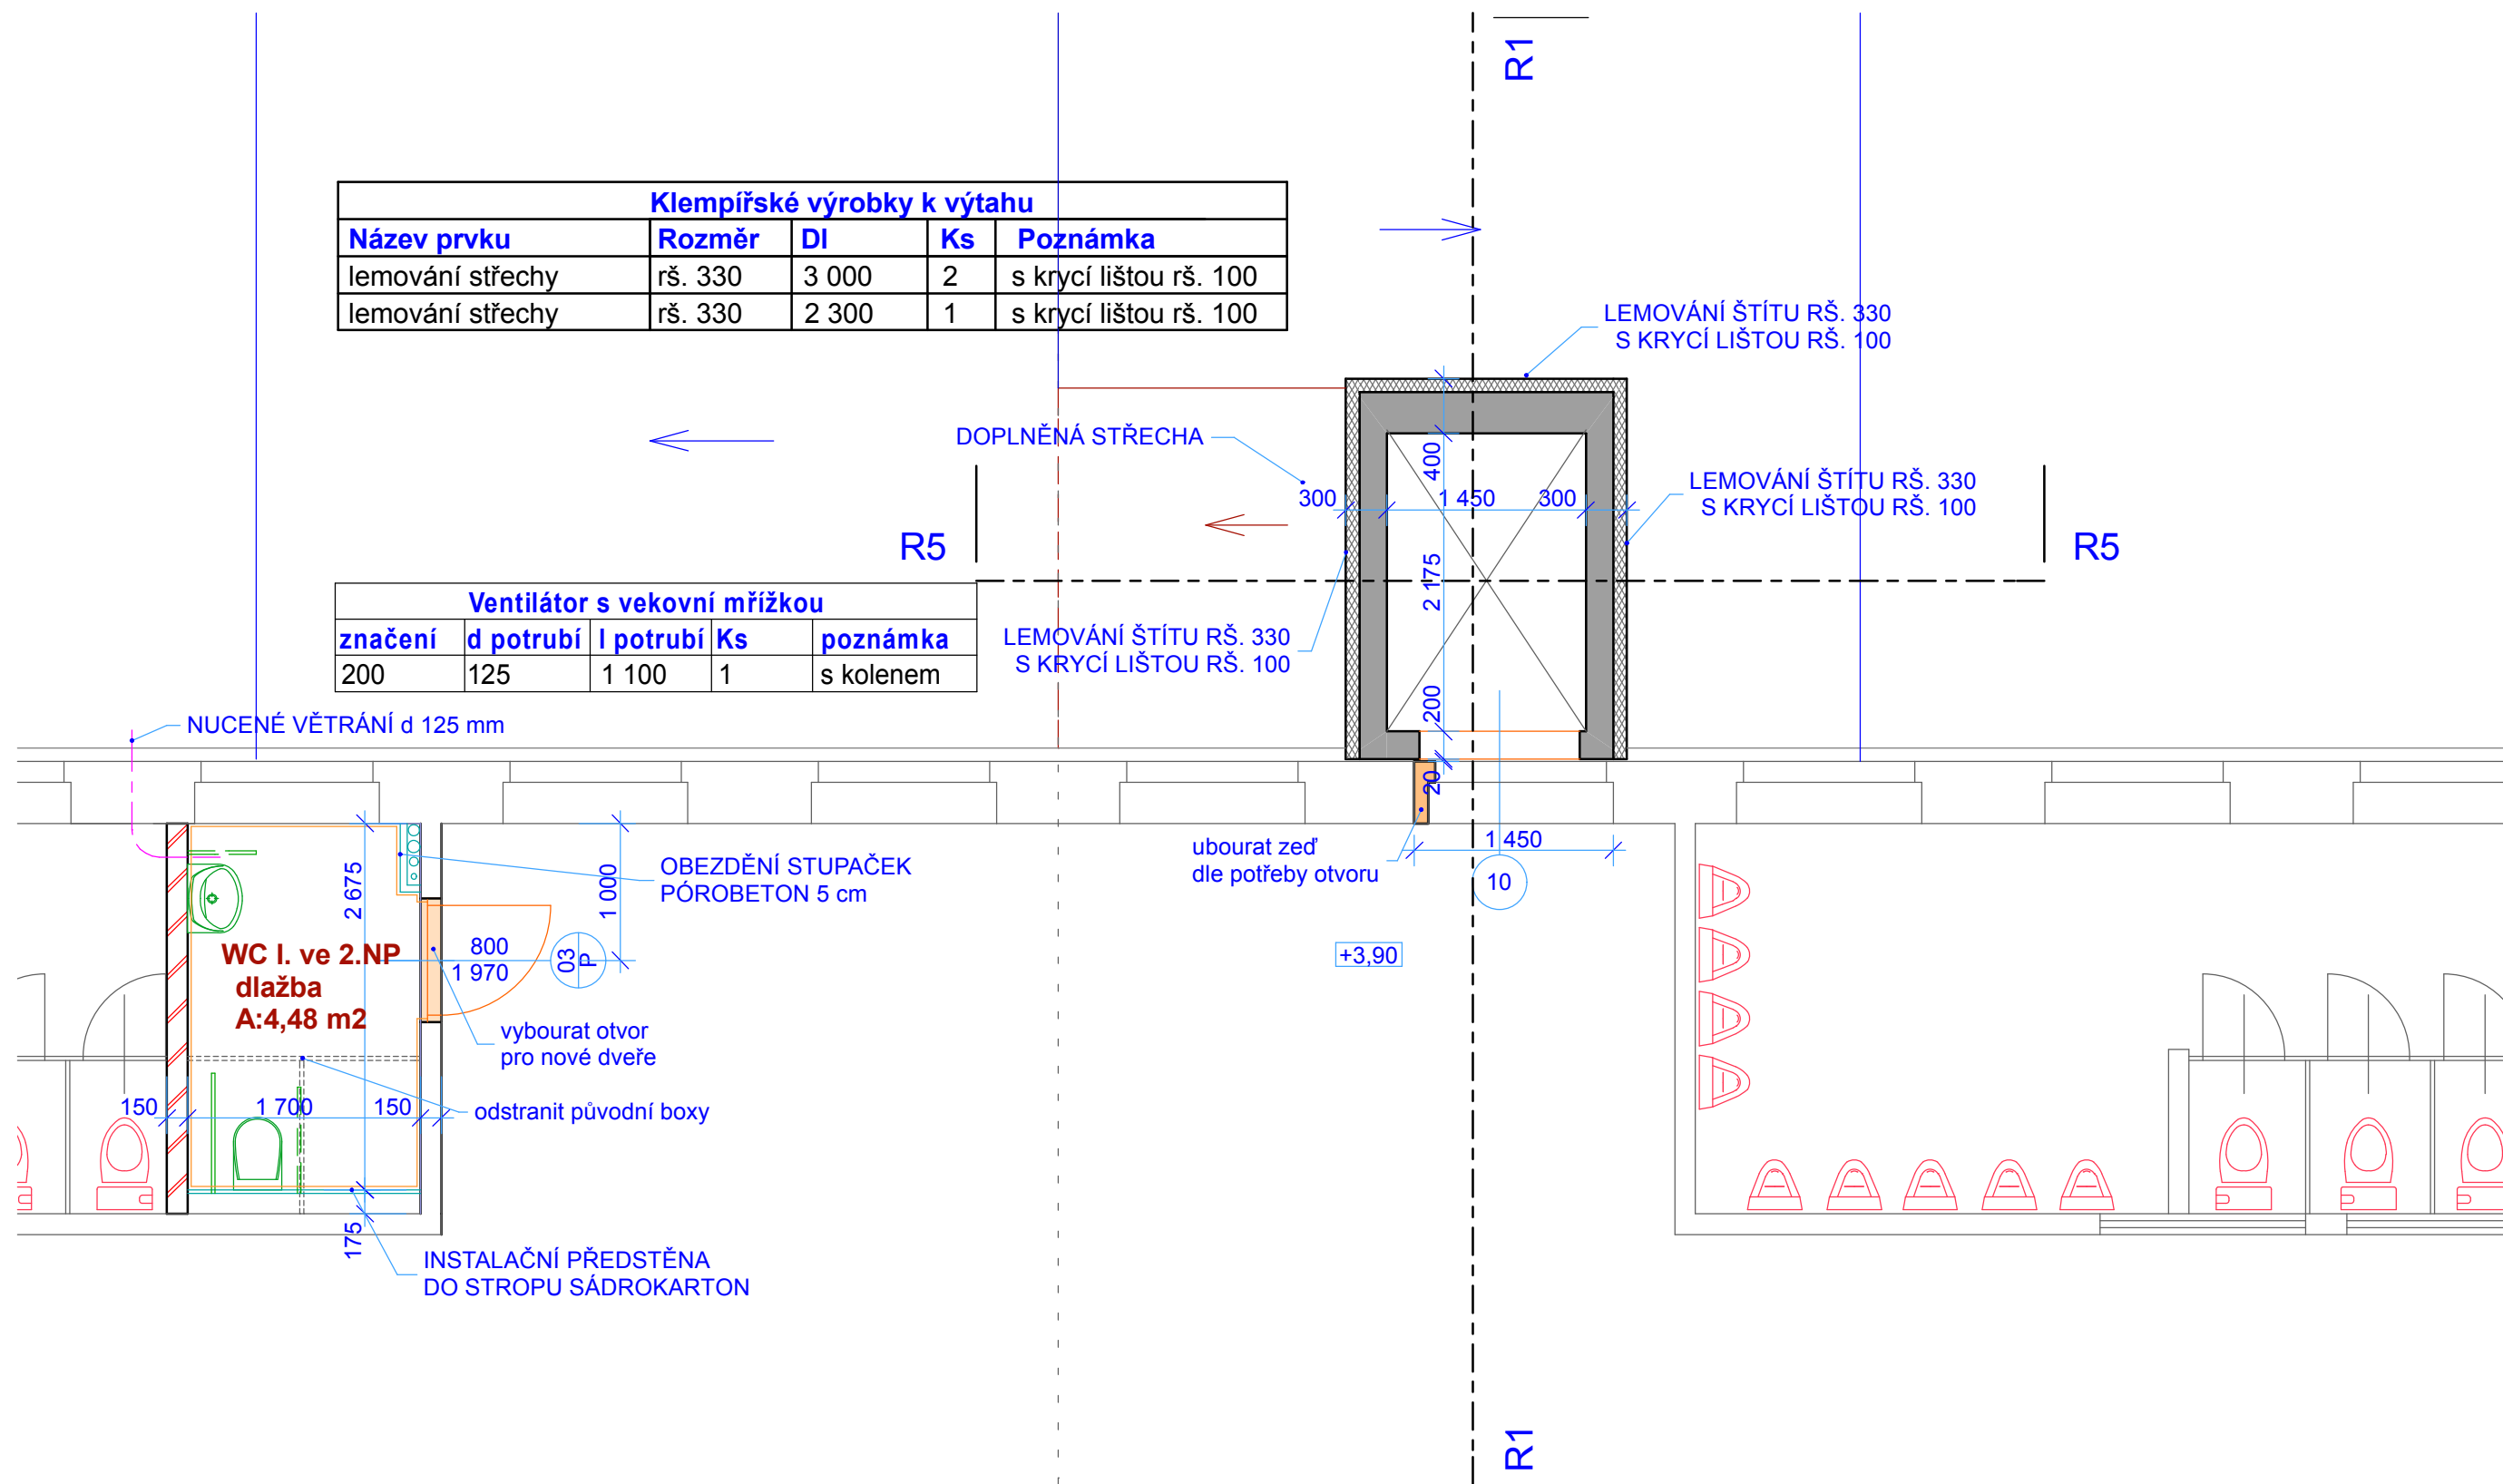 R1
Klempířské výrobky k výtahu
Název prvku Rozměr Dl Ks Poznámka
lemování střechy rš. 330 3 000 2 s krycí lištou rš. 100
lemování střechy rš. 330 2 300 1 s krycí lištou rš. 100
LEMOVÁNÍ ŠTÍTU RŠ. 330
S KRYCÍ LIŠTOU RŠ. 100
DOPLNĚNÁ STŘECHA
400
300
1 450
300
LEMOVÁNÍ ŠTÍTU RŠ. 330
S KRYCÍ LIŠTOU RŠ. 100
R5
R5
2 175
Ventilátor s vekovní mřížkou
značení d potrubí l potrubí Ks poznámka
200 125 1 100 1 s kolenem
LEMOVÁNÍ ŠTÍTU RŠ. 330
S KRYCÍ LIŠTOU RŠ. 100
200
NUCENÉ VĚTRÁNÍ d 125 mm
20
1 450
ubourat zeď
dle potřeby otvoru
10
2 675
1 000
OBEZDĚNÍ STUPAČEK
PÓROBETON 5 cm
WC I. ve 2.NP
dlažba
A:4,48 m2
800
1 970
03
P
+3,90
vybourat otvor
pro nové dveře
150
1 700
150
odstranit původní boxy
175
INSTALAČNÍ PŘEDSTĚNA
DO STROPU SÁDROKARTON
R1